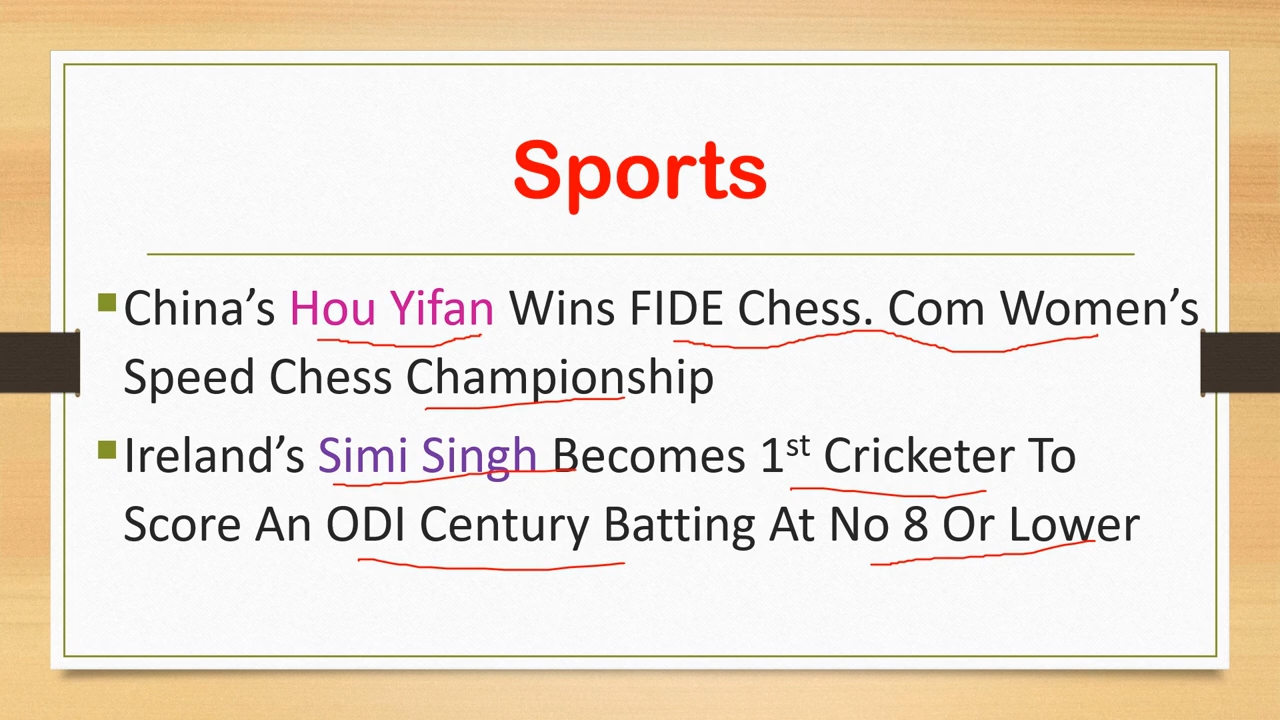 Sports
China’s Hou Yifan Wins FIDE Chess. Com Women’s
Speed Chess Championship
Ireland’s Simi Singh Becomes 1st Cricketer To
Score An ODI Century Batting At No 8 Or Lower